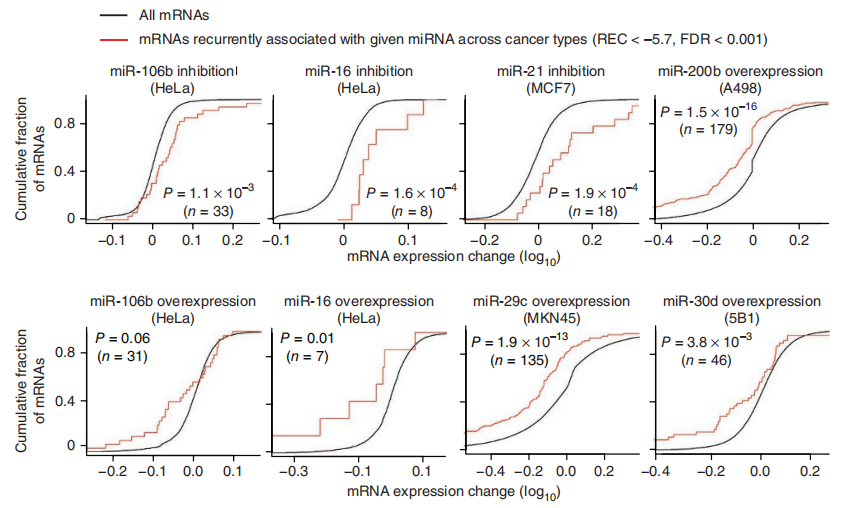 All mRNAs
mRNAs recurrently associated with given miRNA across cancer types (REC < −5.7, FDR < 0.001)
miR-106b inhibition
(HeLa)
miR-16 inhibition
(HeLa)
miR-21 inhibition
(MCF7)
miR-200b overexpression
(A498)
Cumulative fraction
of mRNAs
0.8
0.4
0
P = 1.1 × 10−3
(n = 33)
P = 1.6 × 10−4
(n = 8)
P = 1.9 × 10−4
(n = 18)
P = 1.5 × 10−16
(n = 179)
−0.1 0 0.1 0.2
−0.1 0 0.1
−0.2 0 0.2
−0.4 −0.2 0 0.2
mRNA expression change (log10)
miR-106b overexpression
(HeLa)
miR-16 overexpression
(HeLa)
miR-29c overexpression
(MKN45)
miR-30d overexpression
(5B1)
Cumulative fraction
of mRNAs
0.8
0.4
0
P = 0.06
(n = 31)
P = 0.01
(n = 7)
P = 1.9 × 10−13
(n = 135)
P = 3.8 × 10−3
(n = 46)
−0.2 −0.1 0.0 0.1
−0.3 −0.1 0.1
−0.4 −0.2 0.0 0.2
−0.4 −0.2 0.0 0.2
mRNA expression change (log10)